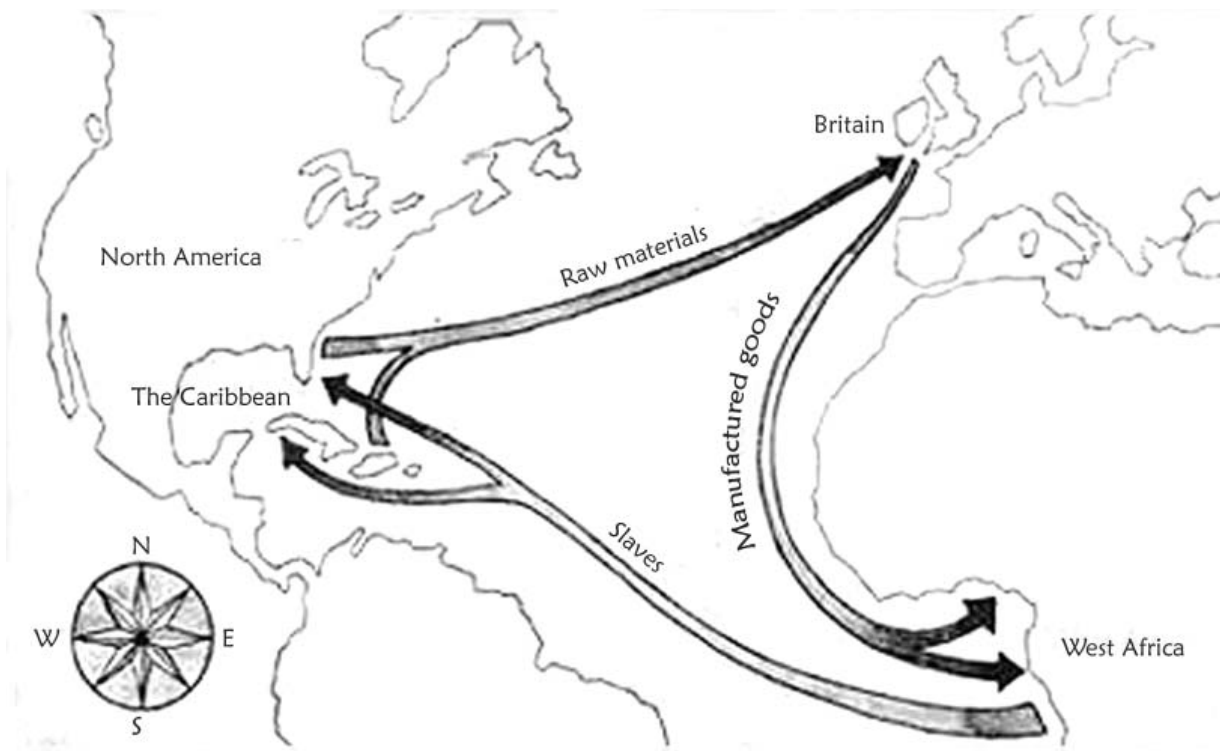 Britain
Raw materials
North America
Manufactured goods
The Caribbean
Slaves
N
W
E
S
West Africa